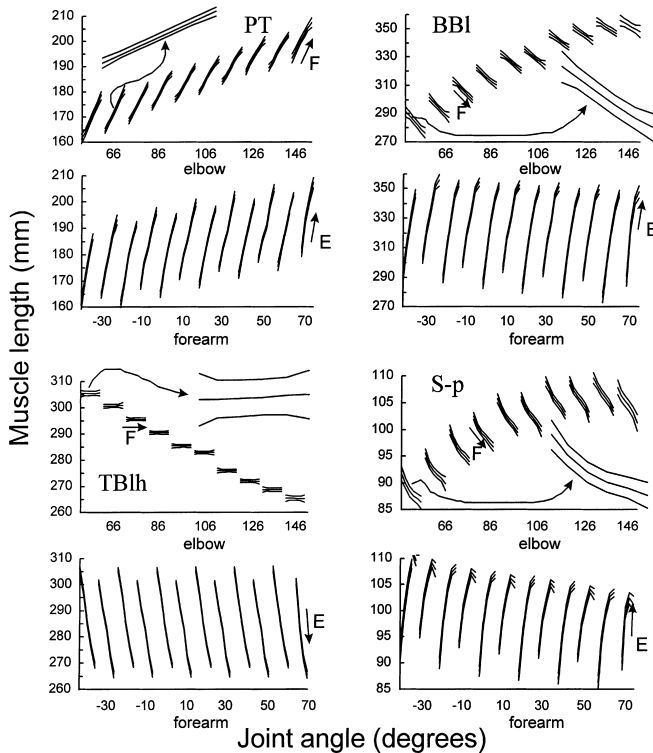 PT
210
200
190
180
170
160
F
66 86 106 126 146
elbow
BBl
350
330
310
290
270
F
66 86 106 116 146
elbow
210
200
190
180
170
160
E
-30 -10 10 30 50 70
forearm
350
330
310
290
270
E
-30 -10 10 30 50 70
forearm
Muscle length (mm)
310
300
290
280
270
260
F
TBlh
66 86 106 126 146
elbow
S-p
110
105
100
95
90
85
F
66 86 106 116 146
elbow
310
300
290
280
270
260
E
-30 -10 10 30 50 70
forearm
110
105
100
95
90
85
E
-30 -10 10 30 50 70
forearm
Joint angle (degrees)